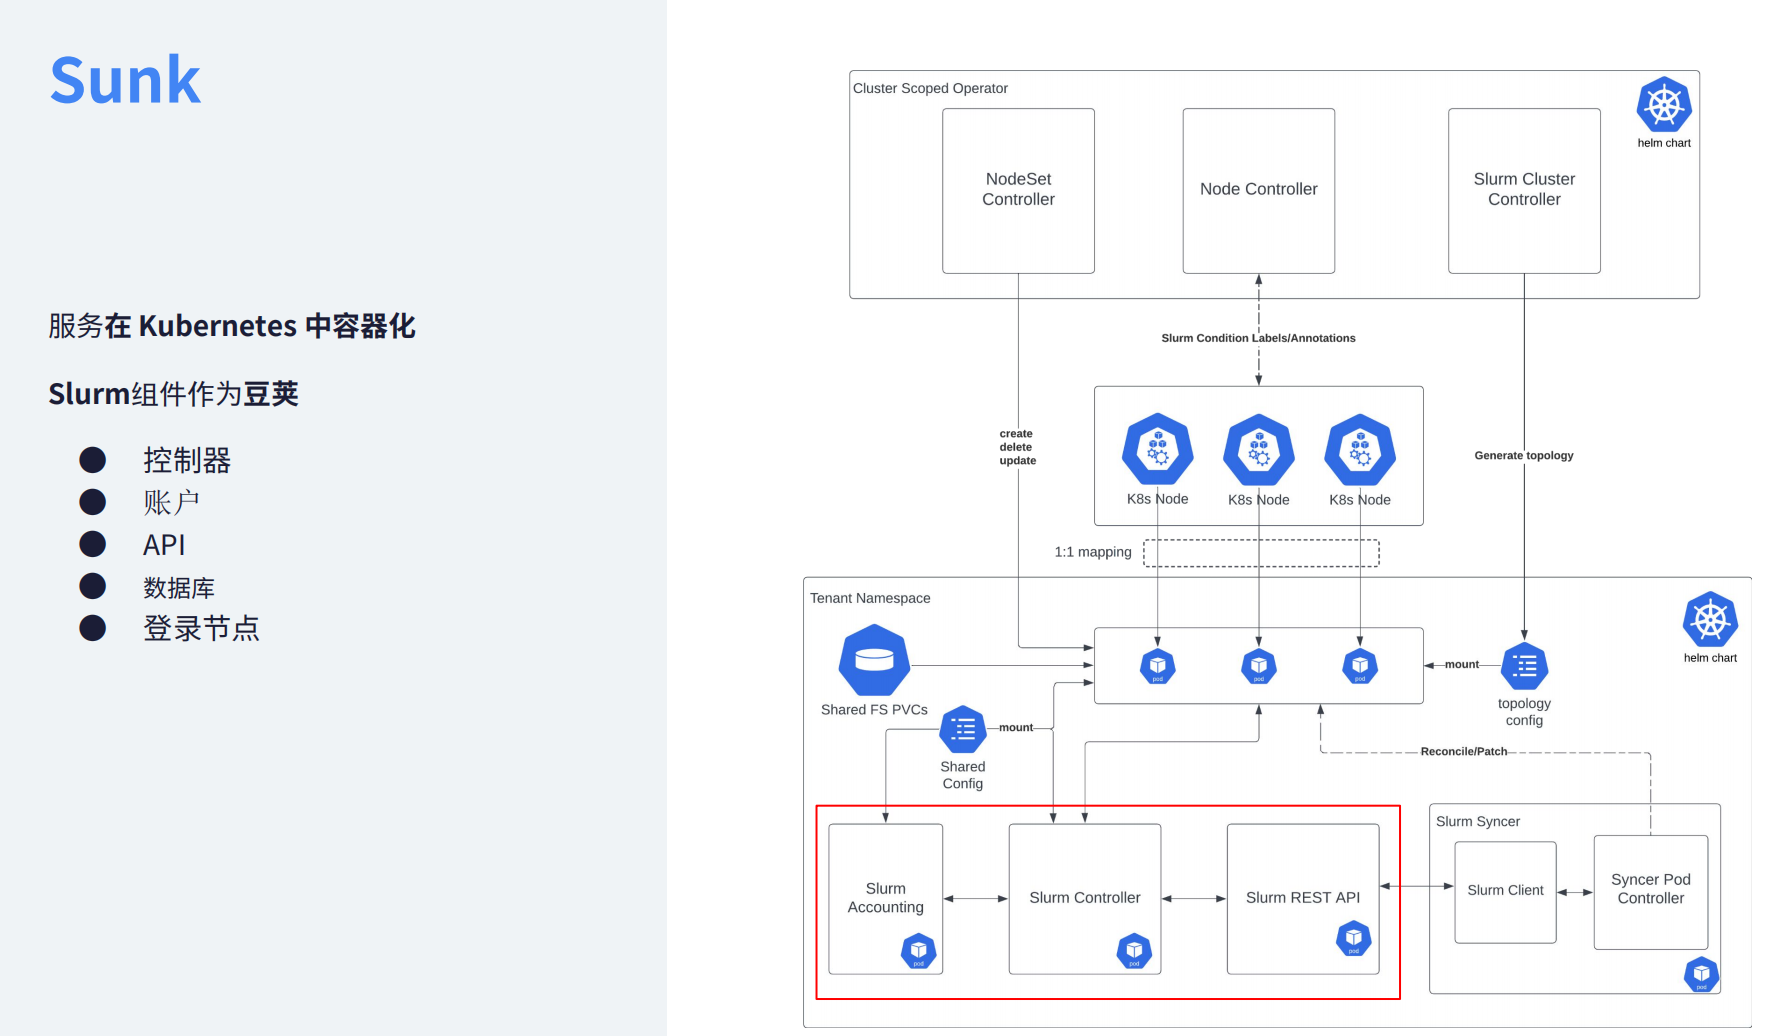 Sunk
服务在 Kubernetes 中容器化
Slurm组件作为豆荚
● 控制器
● 账户
● API
● 数据库
● 登录节点
Cluster Scoped Operator
helm chart
NodeSet
Controller
Node Controller
Slurm Cluster
Controller
Slurm Condition Labels/Annotations
create
delete
update
Generate topology
K8s Node
K8s Node
K8s Node
1:1 mapping
Tenant Namespace
helm chart
pod
pod
pod
mount
Shared FS PVCs
topology
config
mount
Shared
Config
Reconcile/Patch
Slurm
Accounting
pod
Slurm Controller
pod
Slurm REST API
pod
Slurm Syncer
Slurm Client
Syncer Pod
Controller
pod